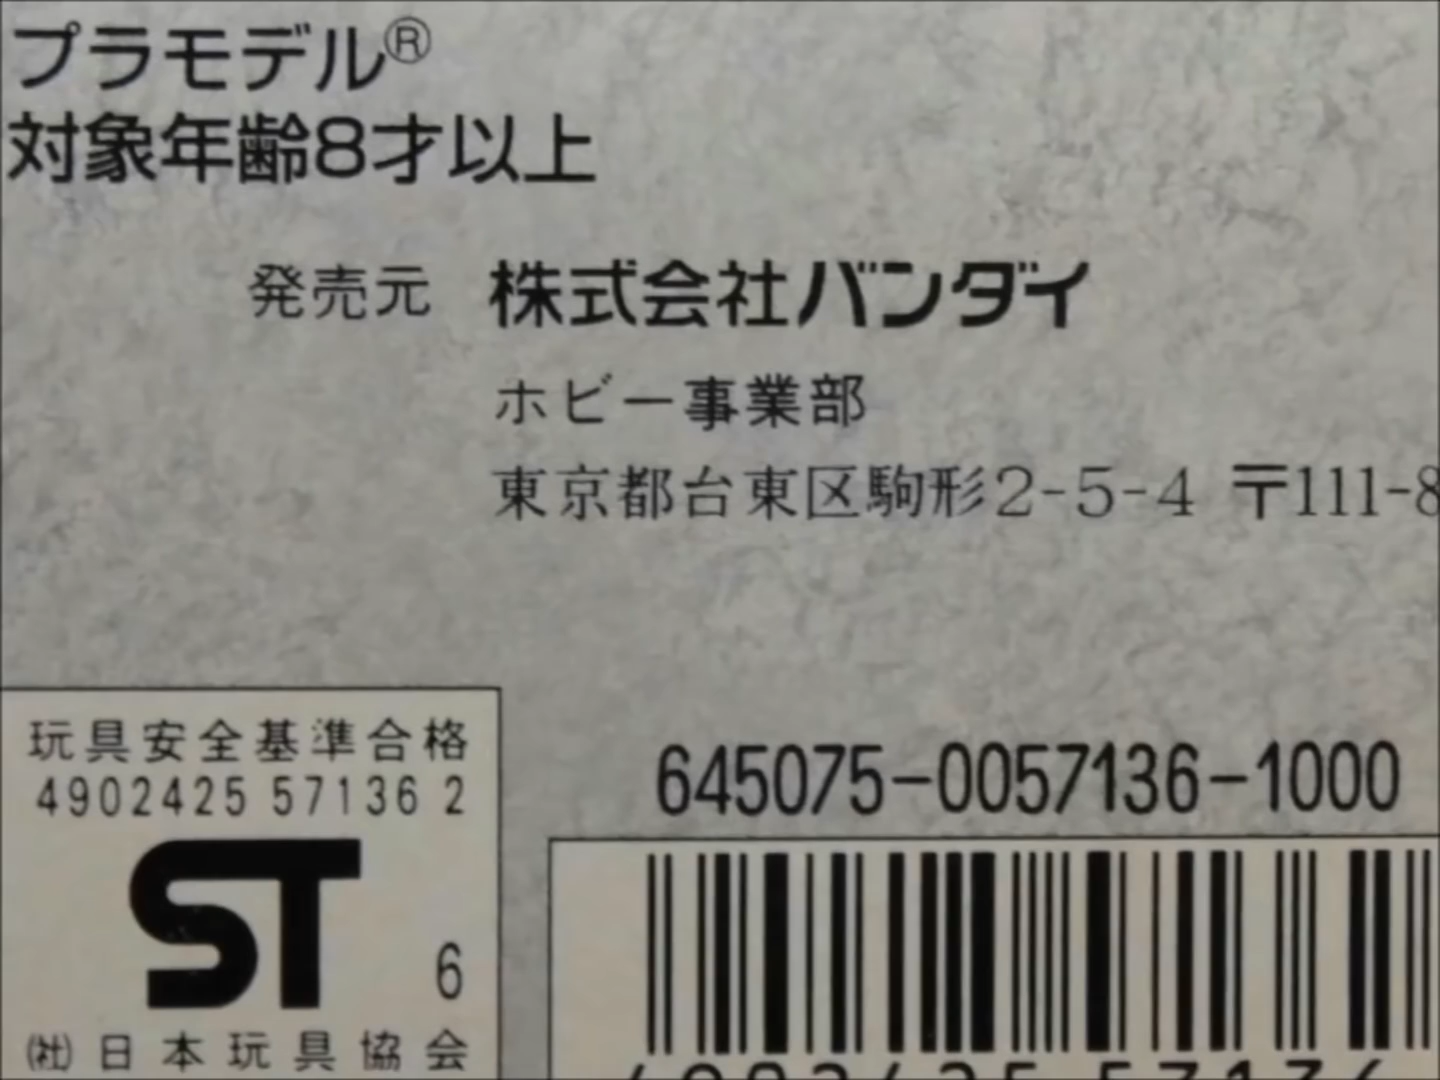 プラモデル®
対象年齢8才以上
発売元 株式会社バンダイ
ホビー事業部
東京都台東区駒形2-5-4 〒111-8
玩具安全基準合格
4902425 57136 2
ST
6
645075-0057136-1000
㈳日本玩具協会